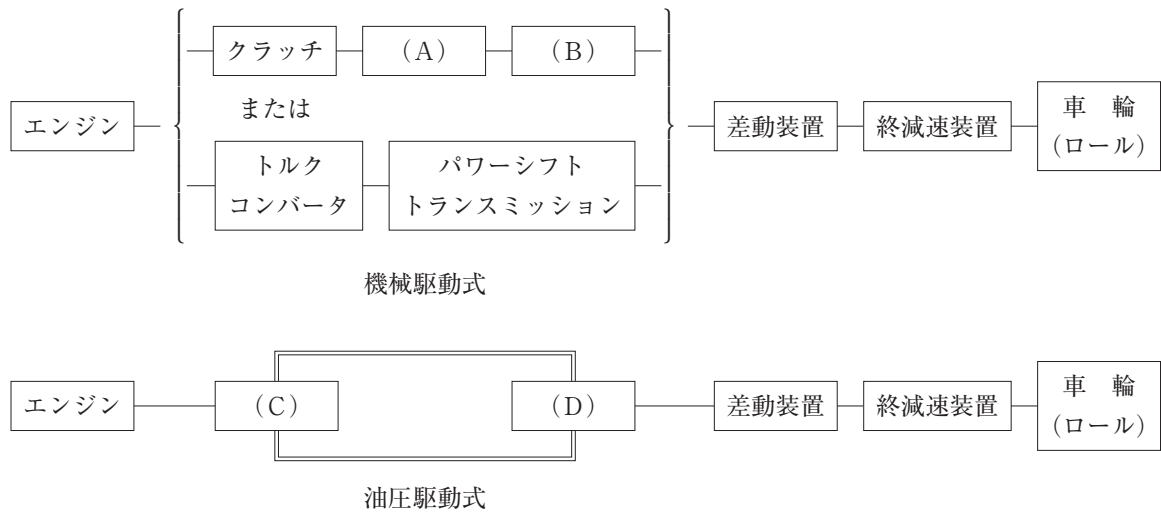 クラッチ
（A）
（B）
または
エンジン
トルク
コンバータ
パワーシフト
トランスミッション
差動装置
終減速装置
車　輪
（ロール）
機械駆動式
エンジン
（C）
（D）
差動装置
終減速装置
車　輪
（ロール）
油圧駆動式